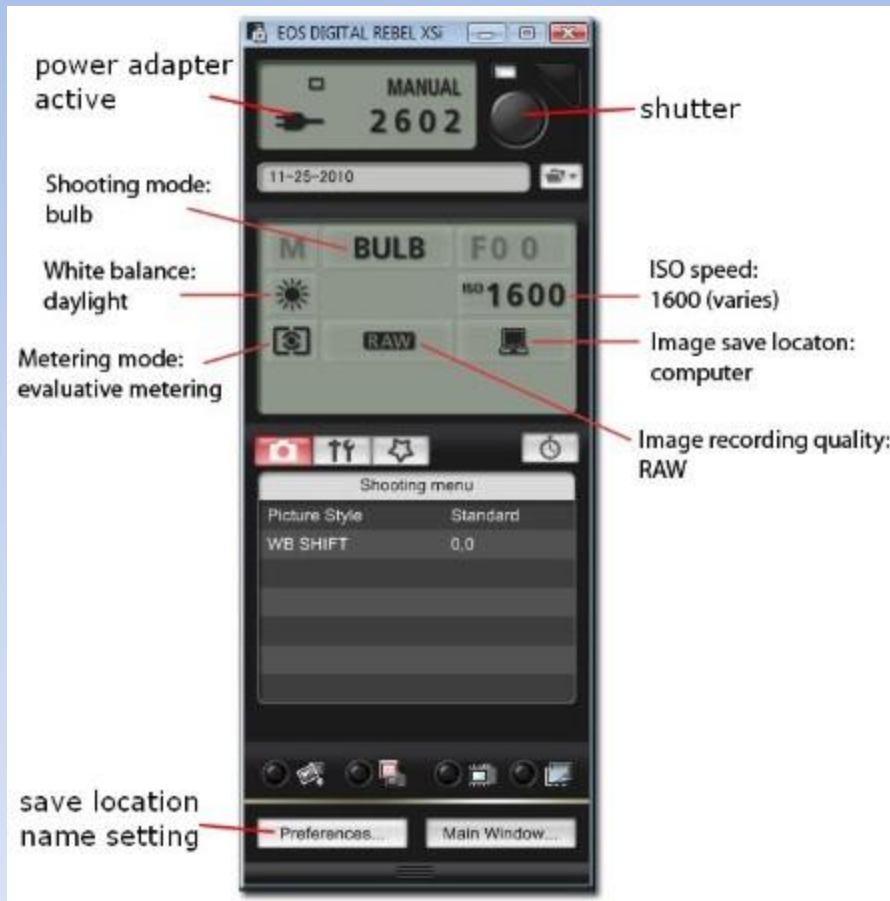 EOS DIGITAL REBEL XSi
power adapter
active
MANUAL
2602
shutter
11-25-2010
Shooting mode:
bulb
M BULB F00
White balance:
daylight
ISO 1600
ISO speed:
1600 (varies)
Metering mode:
evaluative metering
RAW
Image save locaton:
computer
Image recording quality:
RAW
Shooting menu
Picture Style Standard
WB SHIFT 0,0
save location
name setting
Preferences... Main Window...